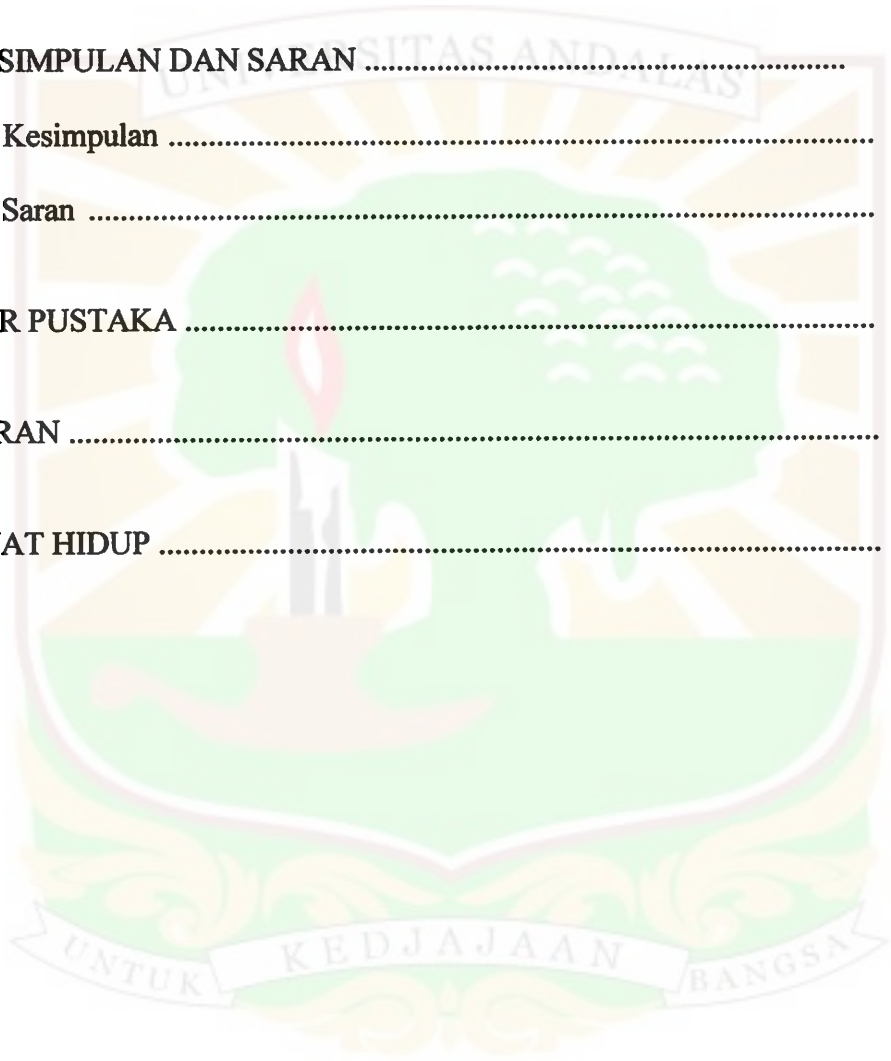 UNIVERSITAS ANDALAS
SIMPULAN DAN SARAN ............................................................................
Kesimpulan ................................................................................................................
Saran .............................................................................................................................
R PUSTAKA ..............................................................................................................
RAN .................................................................................................................................
AT HIDUP ...................................................................................................................
UNTUK KEDJAJAAN BANGSA